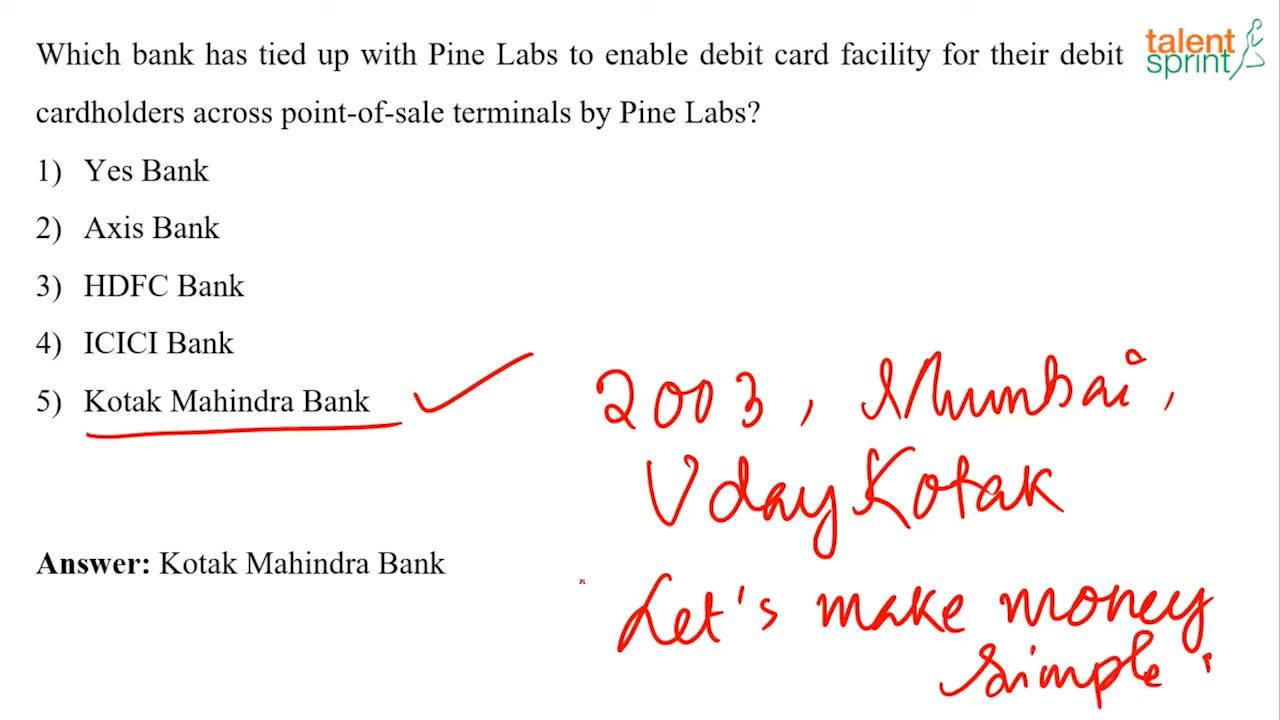 Which bank has tied up with Pine Labs to enable debit card facility for their debit
cardholders across point-of-sale terminals by Pine Labs?
talent
sprint
1) Yes Bank
2) Axis Bank
3) HDFC Bank
4) ICICI Bank
5) Kotak Mahindra Bank
2003, Mumbai,
Uday Kotak
Answer: Kotak Mahindra Bank
Let's make money
simple.